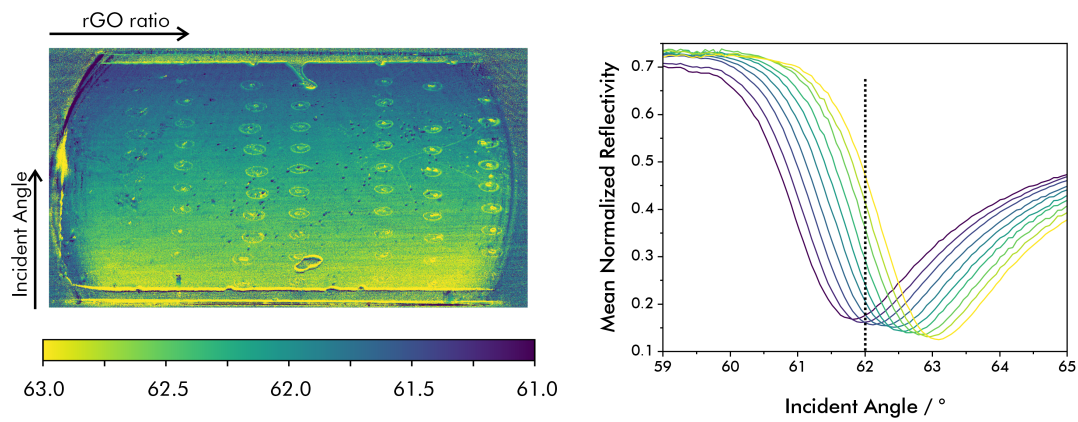 rGO ratio
Incident Angle
63.0 62.5 62.0 61.5 61.0
Mean Normalized Reflectivity
0.7
0.6
0.5
0.4
0.3
0.2
0.1
59 60 61 62 63 64 65
Incident Angle / °